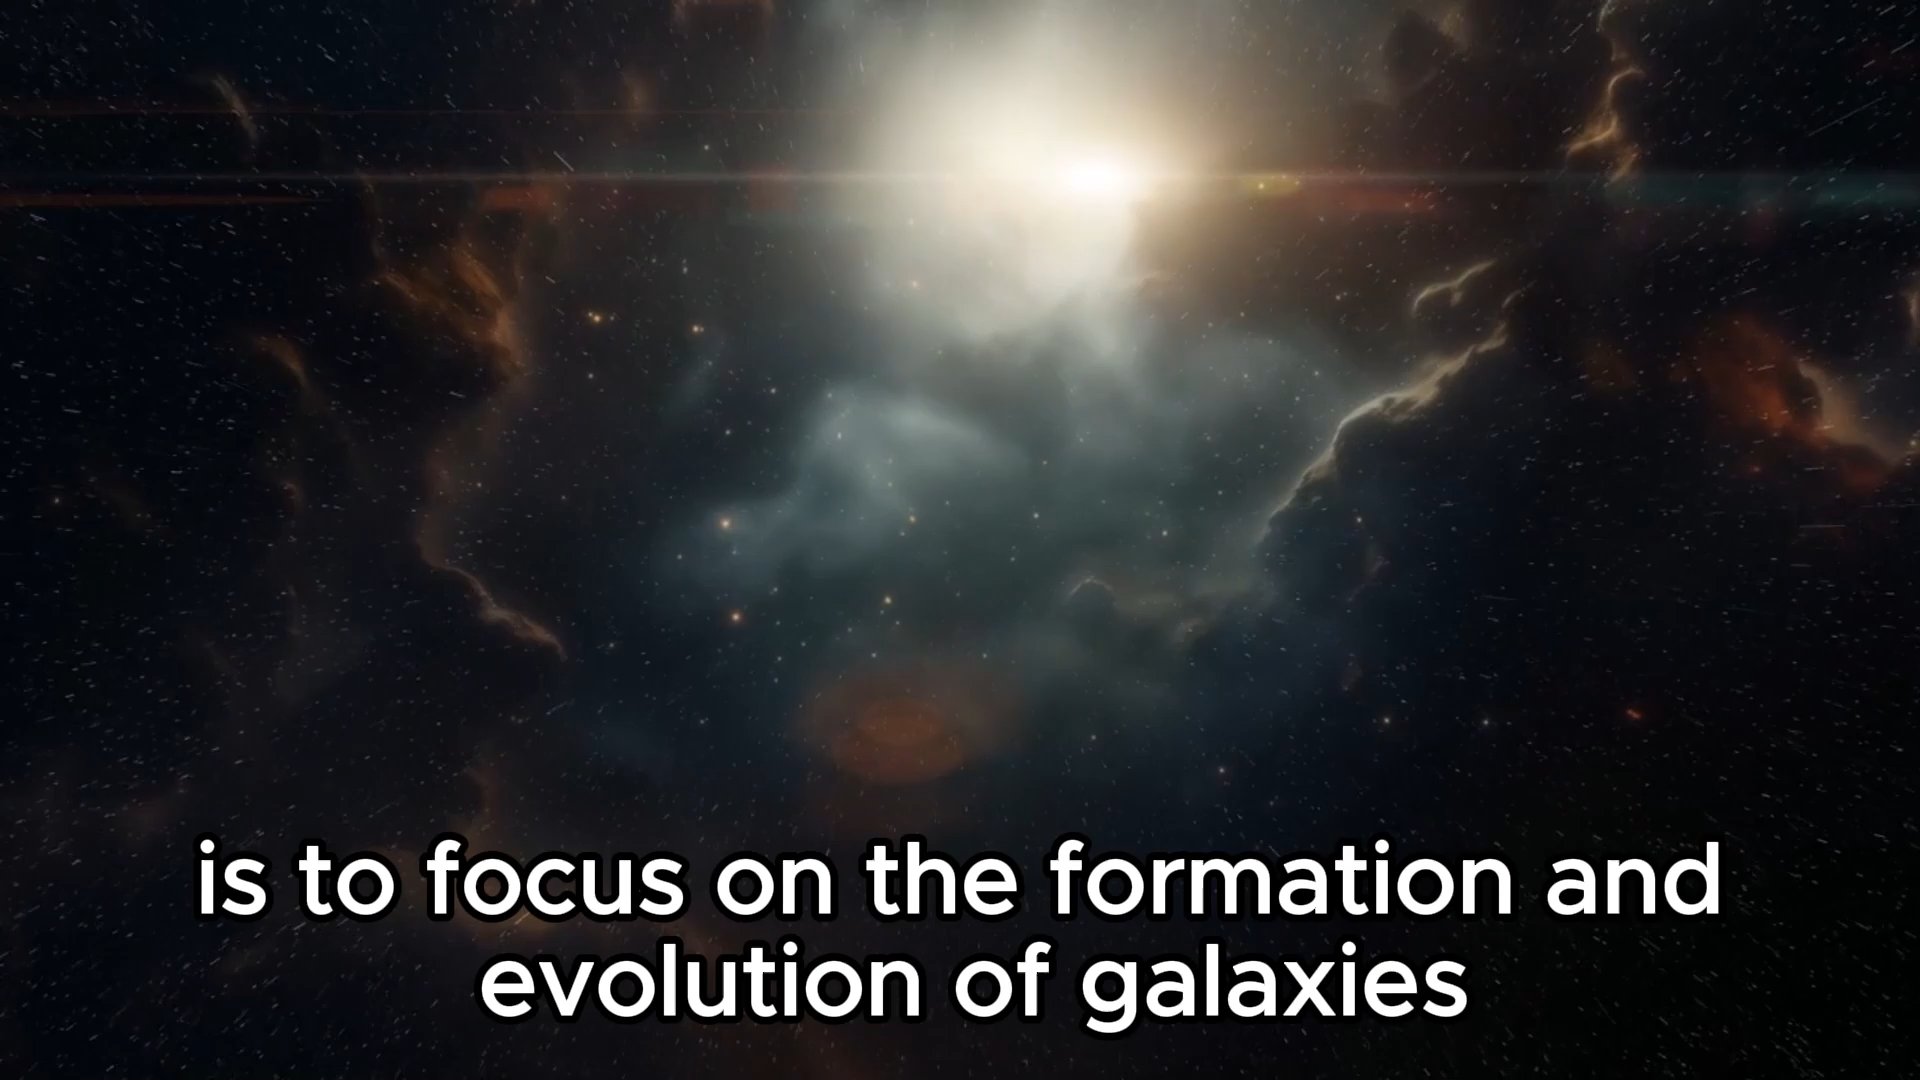 is to focus on the formation and
evolution of galaxies